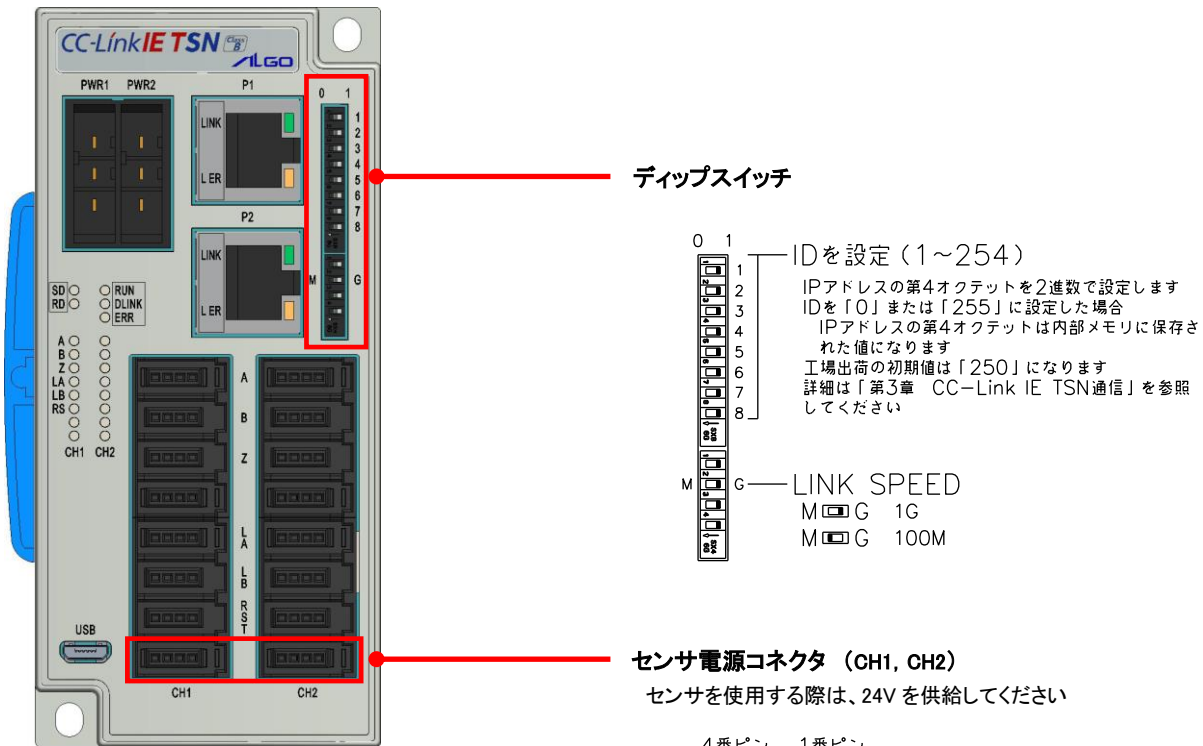 CC-Link IE TSN Class B
ALGO
PWR1 PWR2
P1
0 1
LINK
L ER
1
2
3
4
5
6
7
8
P2
LINK
L ER
M G
SD
RD
RUN
DLINK
ERR
A
B
Z
LA
LB
RS
CH1 CH2
A
B
Z
LA
LB
RST
USB
CH1 CH2
ディップスイッチ
0 1
1
2
3
4
5
6
7
8
IDを設定(1~254)
IPアドレスの第4オクテットを2進数で設定します
IDを「0」または「255」に設定した場合
IPアドレスの第4オクテットは内部メモリに保存さ
れた値になります
工場出荷の初期値は「250」になります
詳細は「第3章 CC-Link IE TSN通信」を参照
してください
M G LINK SPEED
M G 1G
M G 100M
センサ電源コネクタ (CH1, CH2)
センサを使用する際は、24V を供給してください
4番ピン 1番ピン